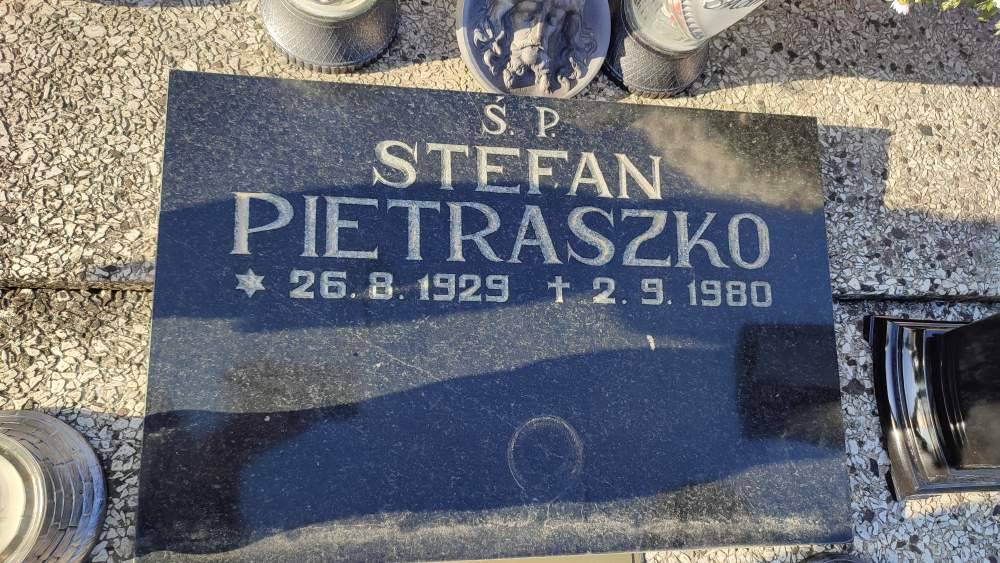 Ś. P.
STEFAN
PIETRASZKO
✶ 26. 8. 1929 † 2. 9. 1980